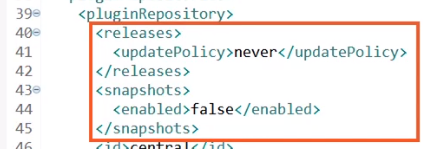 39 <pluginRepository>
40 <releases>
41 <updatePolicy>never</updatePolicy>
42 </releases>
43 <snapshots>
44 <enabled>false</enabled>
45 </snapshots>
46 <id>central</id>